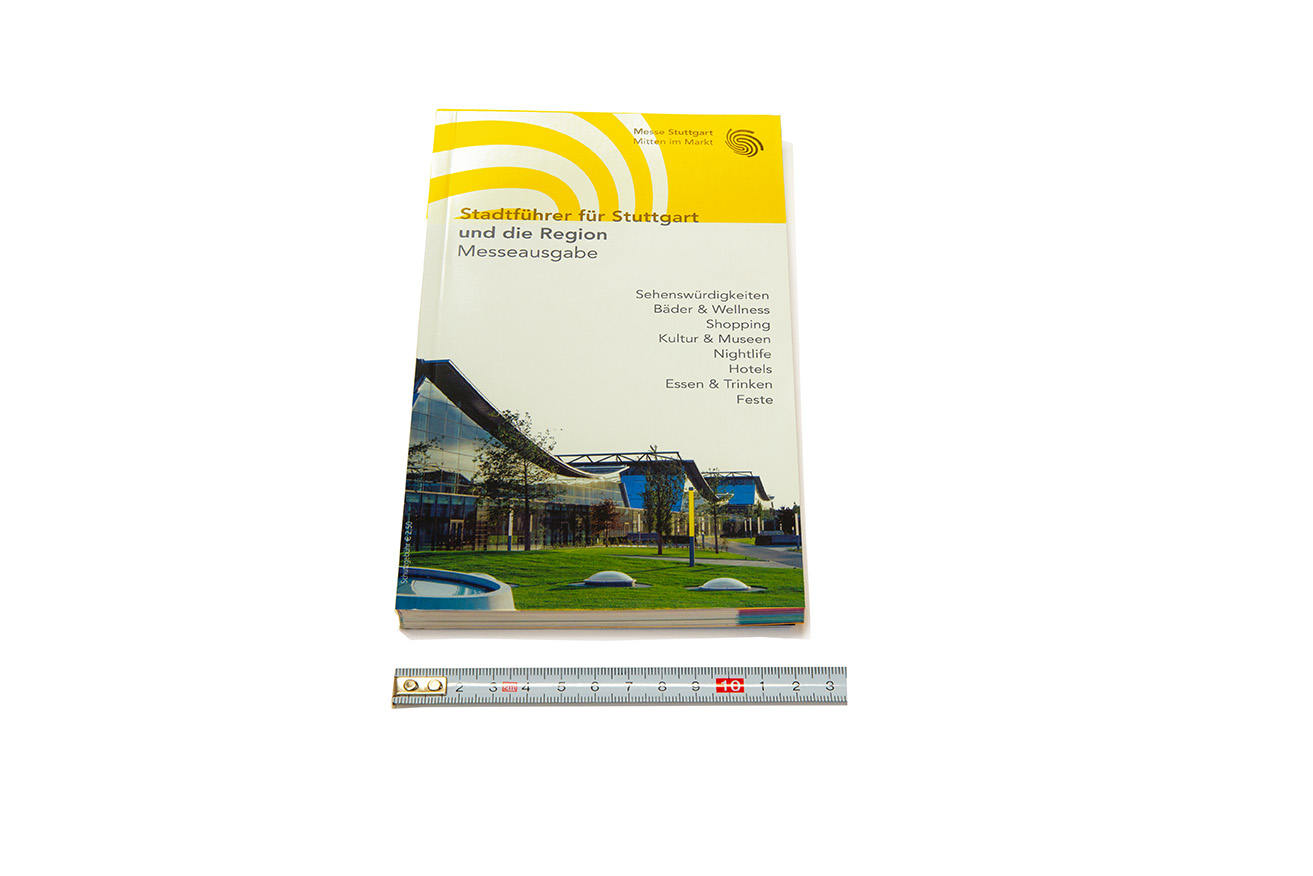 Messe Stuttgart
Mitten im Markt
Stadtführer für Stuttgart
und die Region
Messeausgabe
Sehenswürdigkeiten
Bäder & Wellness
Shopping
Kultur & Museen
Nightlife
Hotels
Essen & Trinken
Feste
Schutzgebühr € 2,50
2 3 cm 4 5 6 7 8 9 10 1 2 3